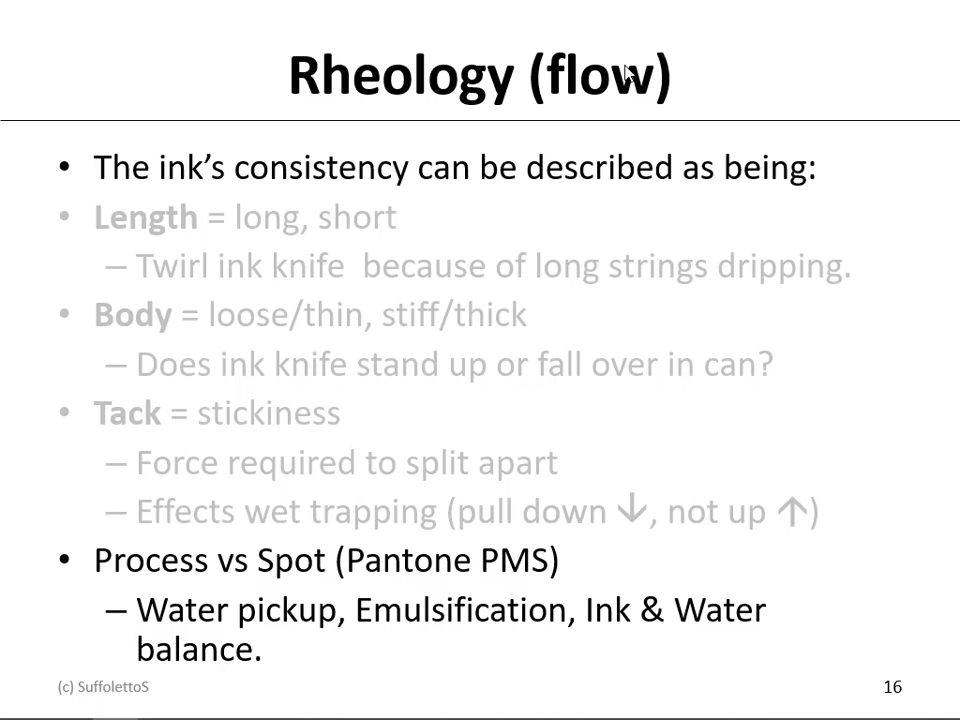 Rheology (flow)
• The ink’s consistency can be described as being:
• Length = long, short
– Twirl ink knife  because of long strings dripping.
• Body = loose/thin, stiff/thick
– Does ink knife stand up or fall over in can?
• Tack = stickiness
– Force required to split apart
– Effects wet trapping (pull down ↓, not up ↑)
• Process vs Spot (Pantone PMS)
– Water pickup, Emulsification, Ink & Water
balance.
(c) SuffolettoS
16